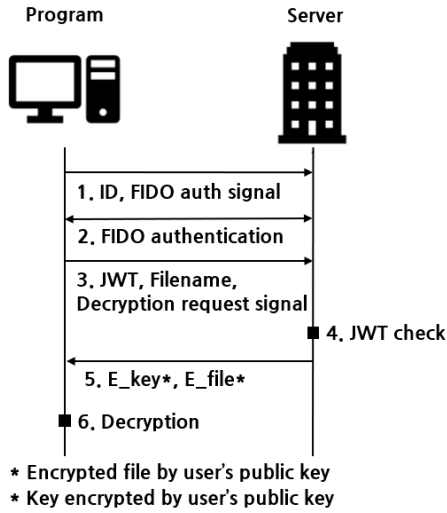 Program
Server
1. ID, FIDO auth signal
2. FIDO authentication
3. JWT, Filename,
Decryption request signal
4. JWT check
5. E_key*, E_file*
6. Decryption
* Encrypted file by user's public key
* Key encrypted by user's public key